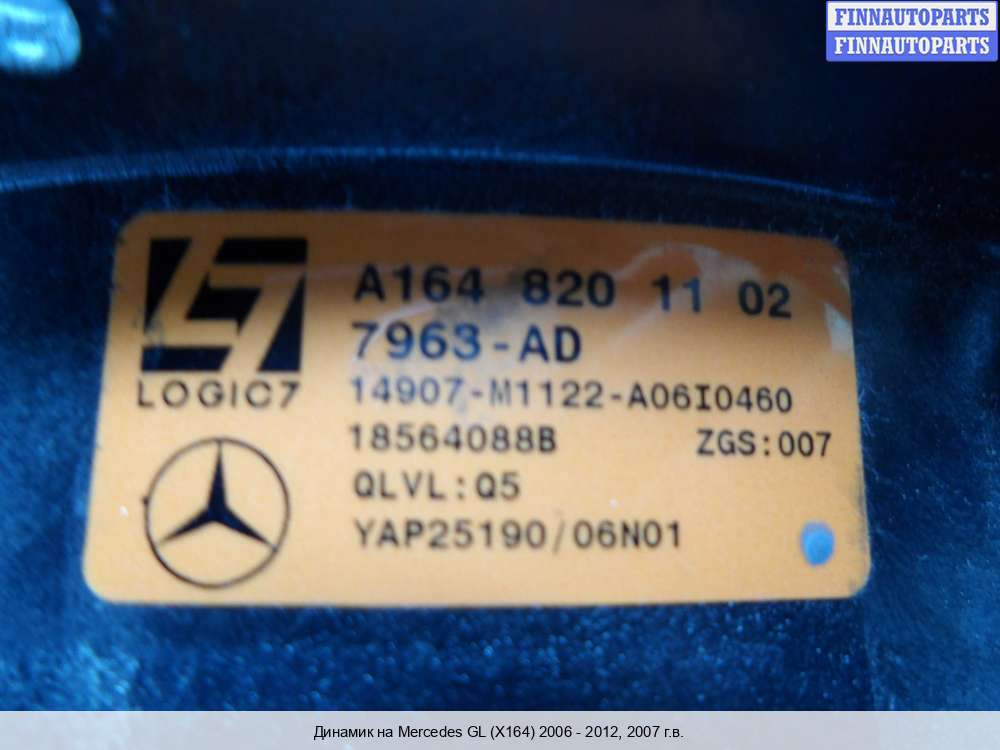 FINNAUTOPARTS
FINNAUTOPARTS
A164 820 11 02
7963-AD
LOGIC7
14907-M1122-A06I0460
18564088B ZGS:007
QLVL:Q5
YAP25190/06N01
Динамик на Mercedes GL (X164) 2006 - 2012, 2007 г.в.